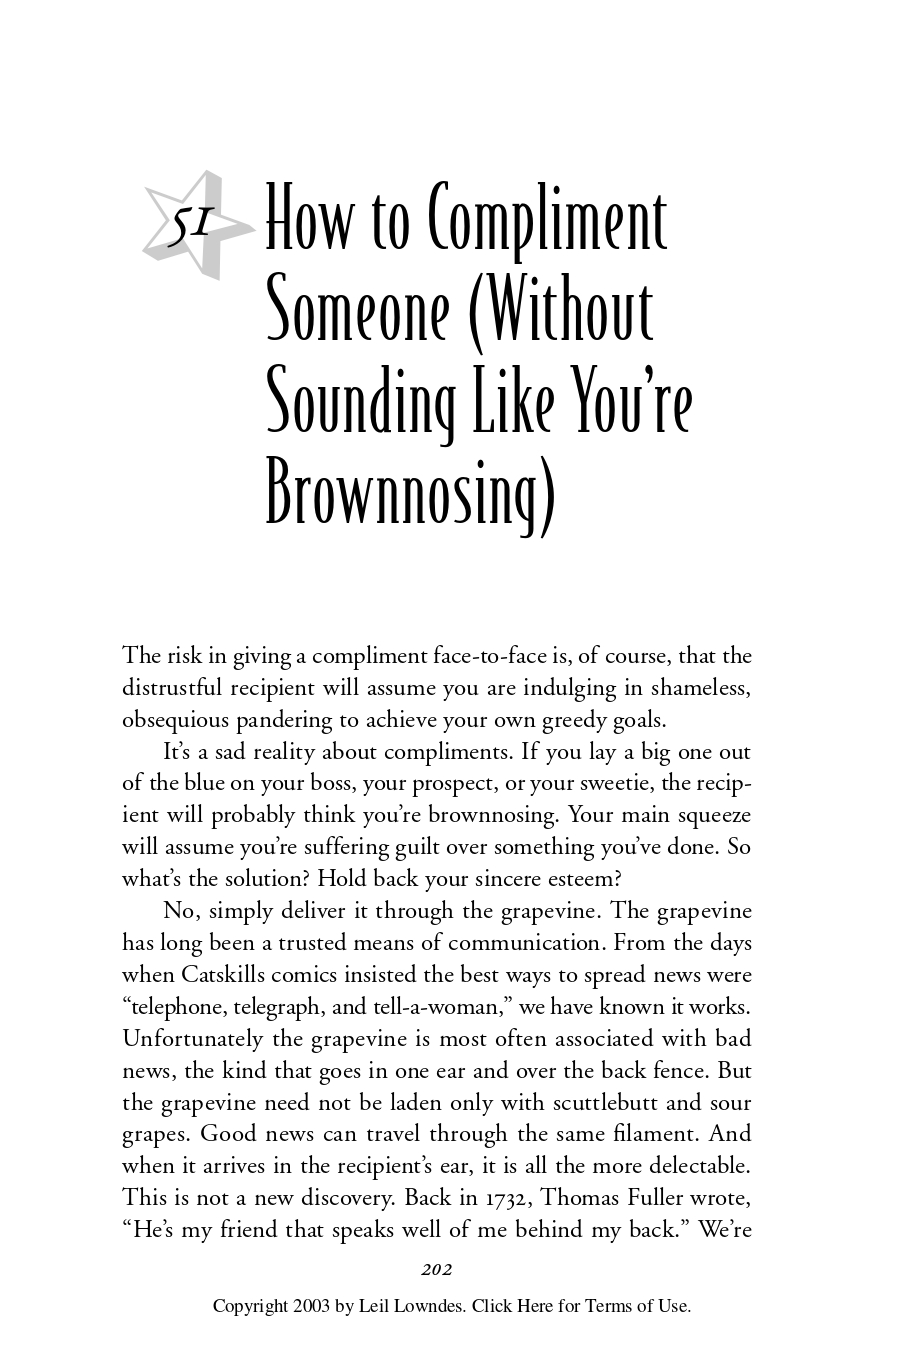 51
How to Compliment
Someone (Without
Sounding Like You’re
Brownnosing)
The risk in giving a compliment face-to-face is, of course, that the
distrustful recipient will assume you are indulging in shameless,
obsequious pandering to achieve your own greedy goals.
It’s a sad reality about compliments. If you lay a big one out
of the blue on your boss, your prospect, or your sweetie, the recip-
ient will probably think you’re brownnosing. Your main squeeze
will assume you’re suffering guilt over something you’ve done. So
what’s the solution? Hold back your sincere esteem?
No, simply deliver it through the grapevine. The grapevine
has long been a trusted means of communication. From the days
when Catskills comics insisted the best ways to spread news were
“telephone, telegraph, and tell-a-woman,” we have known it works.
Unfortunately the grapevine is most often associated with bad
news, the kind that goes in one ear and over the back fence. But
the grapevine need not be laden only with scuttlebutt and sour
grapes. Good news can travel through the same filament. And
when it arrives in the recipient’s ear, it is all the more delectable.
This is not a new discovery. Back in 1732, Thomas Fuller wrote,
“He’s my friend that speaks well of me behind my back.” We’re
202
Copyright 2003 by Leil Lowndes. Click Here for Terms of Use.